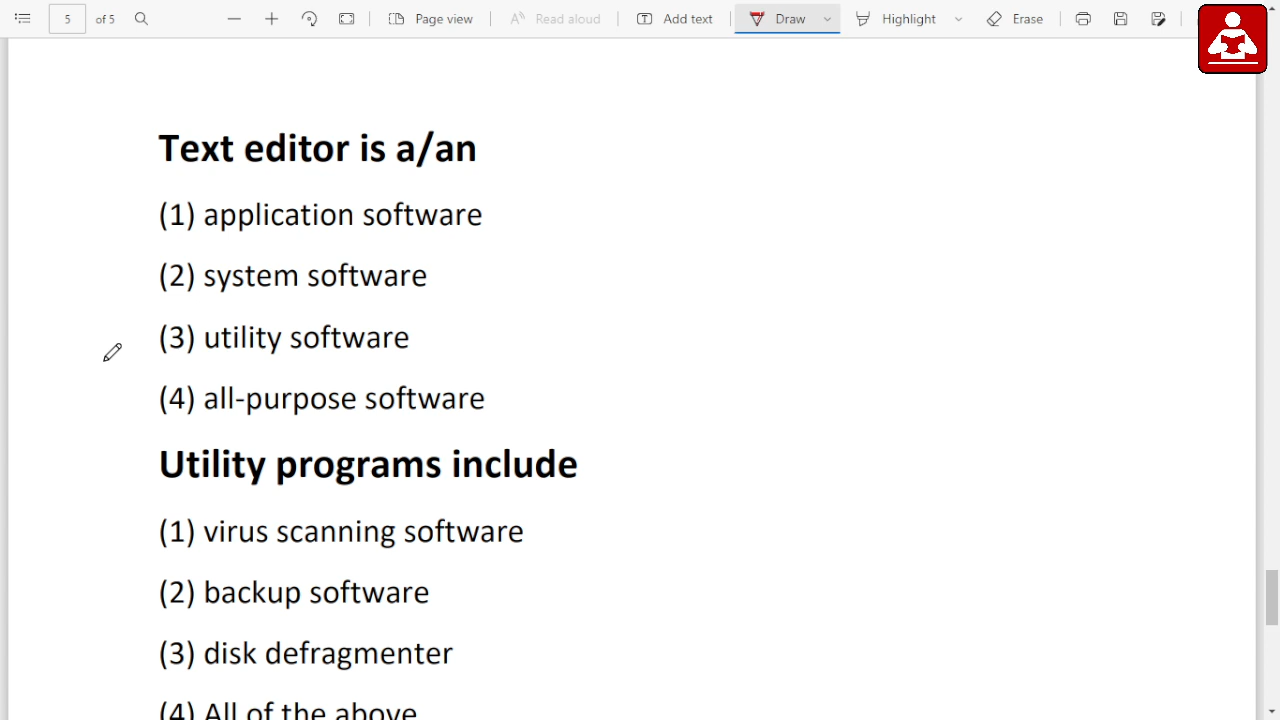 5 of 5 Page view Read aloud Add text Draw Highlight Erase
Text editor is a/an
(1) application software
(2) system software
(3) utility software
(4) all-purpose software
Utility programs include
(1) virus scanning software
(2) backup software
(3) disk defragmenter
(4) All of the above